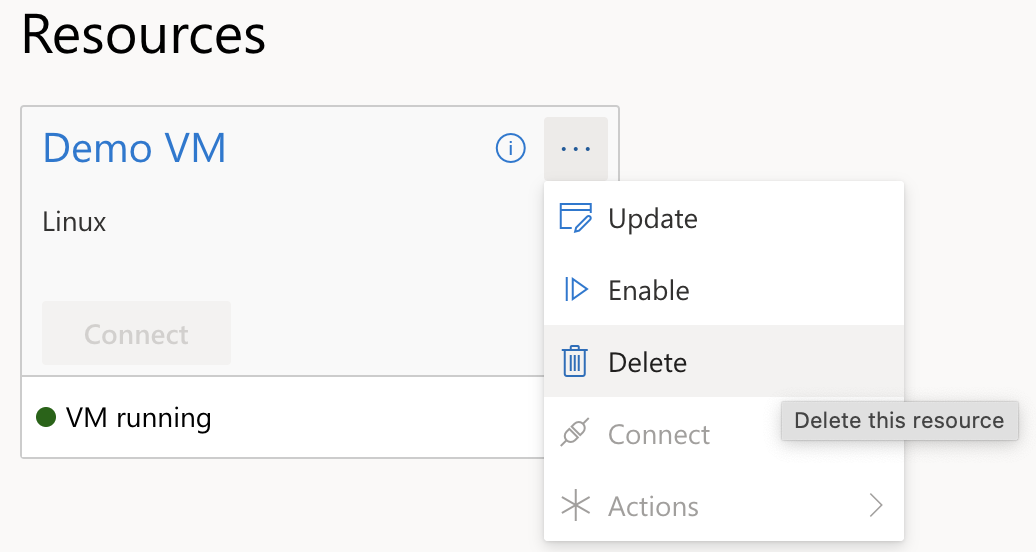 Resources
Demo VM
Linux
Connect
VM running
Update
Enable
Delete
Delete this resource
Connect
Actions